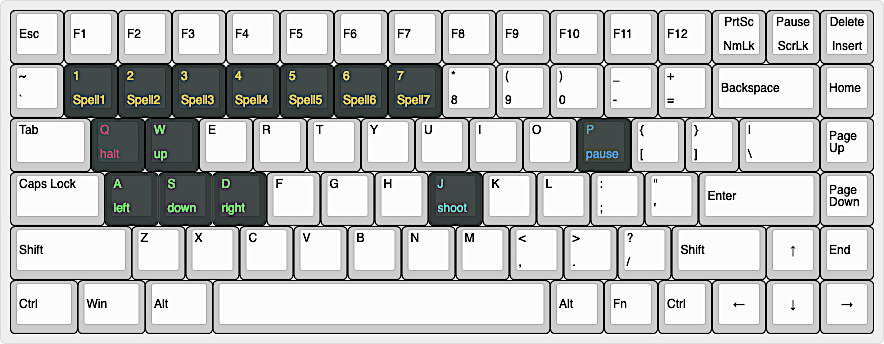 Esc F1 F2 F3 F4 F5 F6 F7 F8 F9 F10 F11 F12 PrtSc NmLk Pause ScrLk Delete Insert
~ ` 1 Spell1 2 Spell2 3 Spell3 4 Spell4 5 Spell5 6 Spell6 7 Spell7 * 8 ( 9 ) 0 _ - + = Backspace Home
Tab Q halt W up E R T Y U I O P pause { [ } ] | \ Page Up
Caps Lock A left S down D right F G H J shoot K L : ; " ' Enter Page Down
Shift Z X C V B N M < , > . ? / Shift ↑ End
Ctrl Win Alt Alt Fn Ctrl ← ↓ →